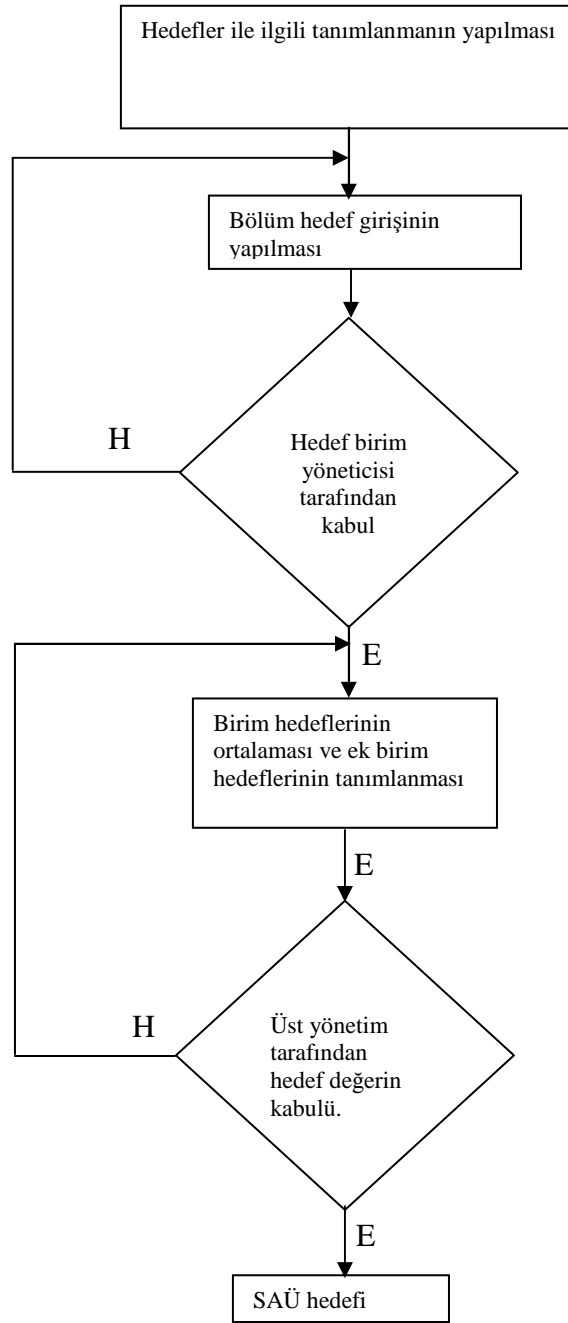 Hedefler ile ilgili tanımlanmanın yapılması
Bölüm hedef girişinin
yapılması
H
Hedef birim
yöneticisi
tarafından
kabul
E
Birim hedeflerinin
ortalaması ve ek birim
hedeflerinin tanımlanması
E
H
Üst yönetim
tarafından
hedef değerin
kabulü.
E
SAÜ hedefi